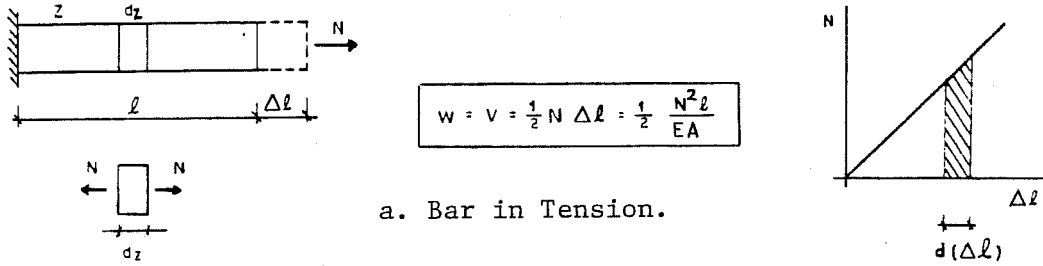 z dz N
ℓ Δℓ
N N
dz
W = V = ½ N Δℓ = ½ N²ℓ / EA
a. Bar in Tension.
N
Δℓ
d(Δℓ)